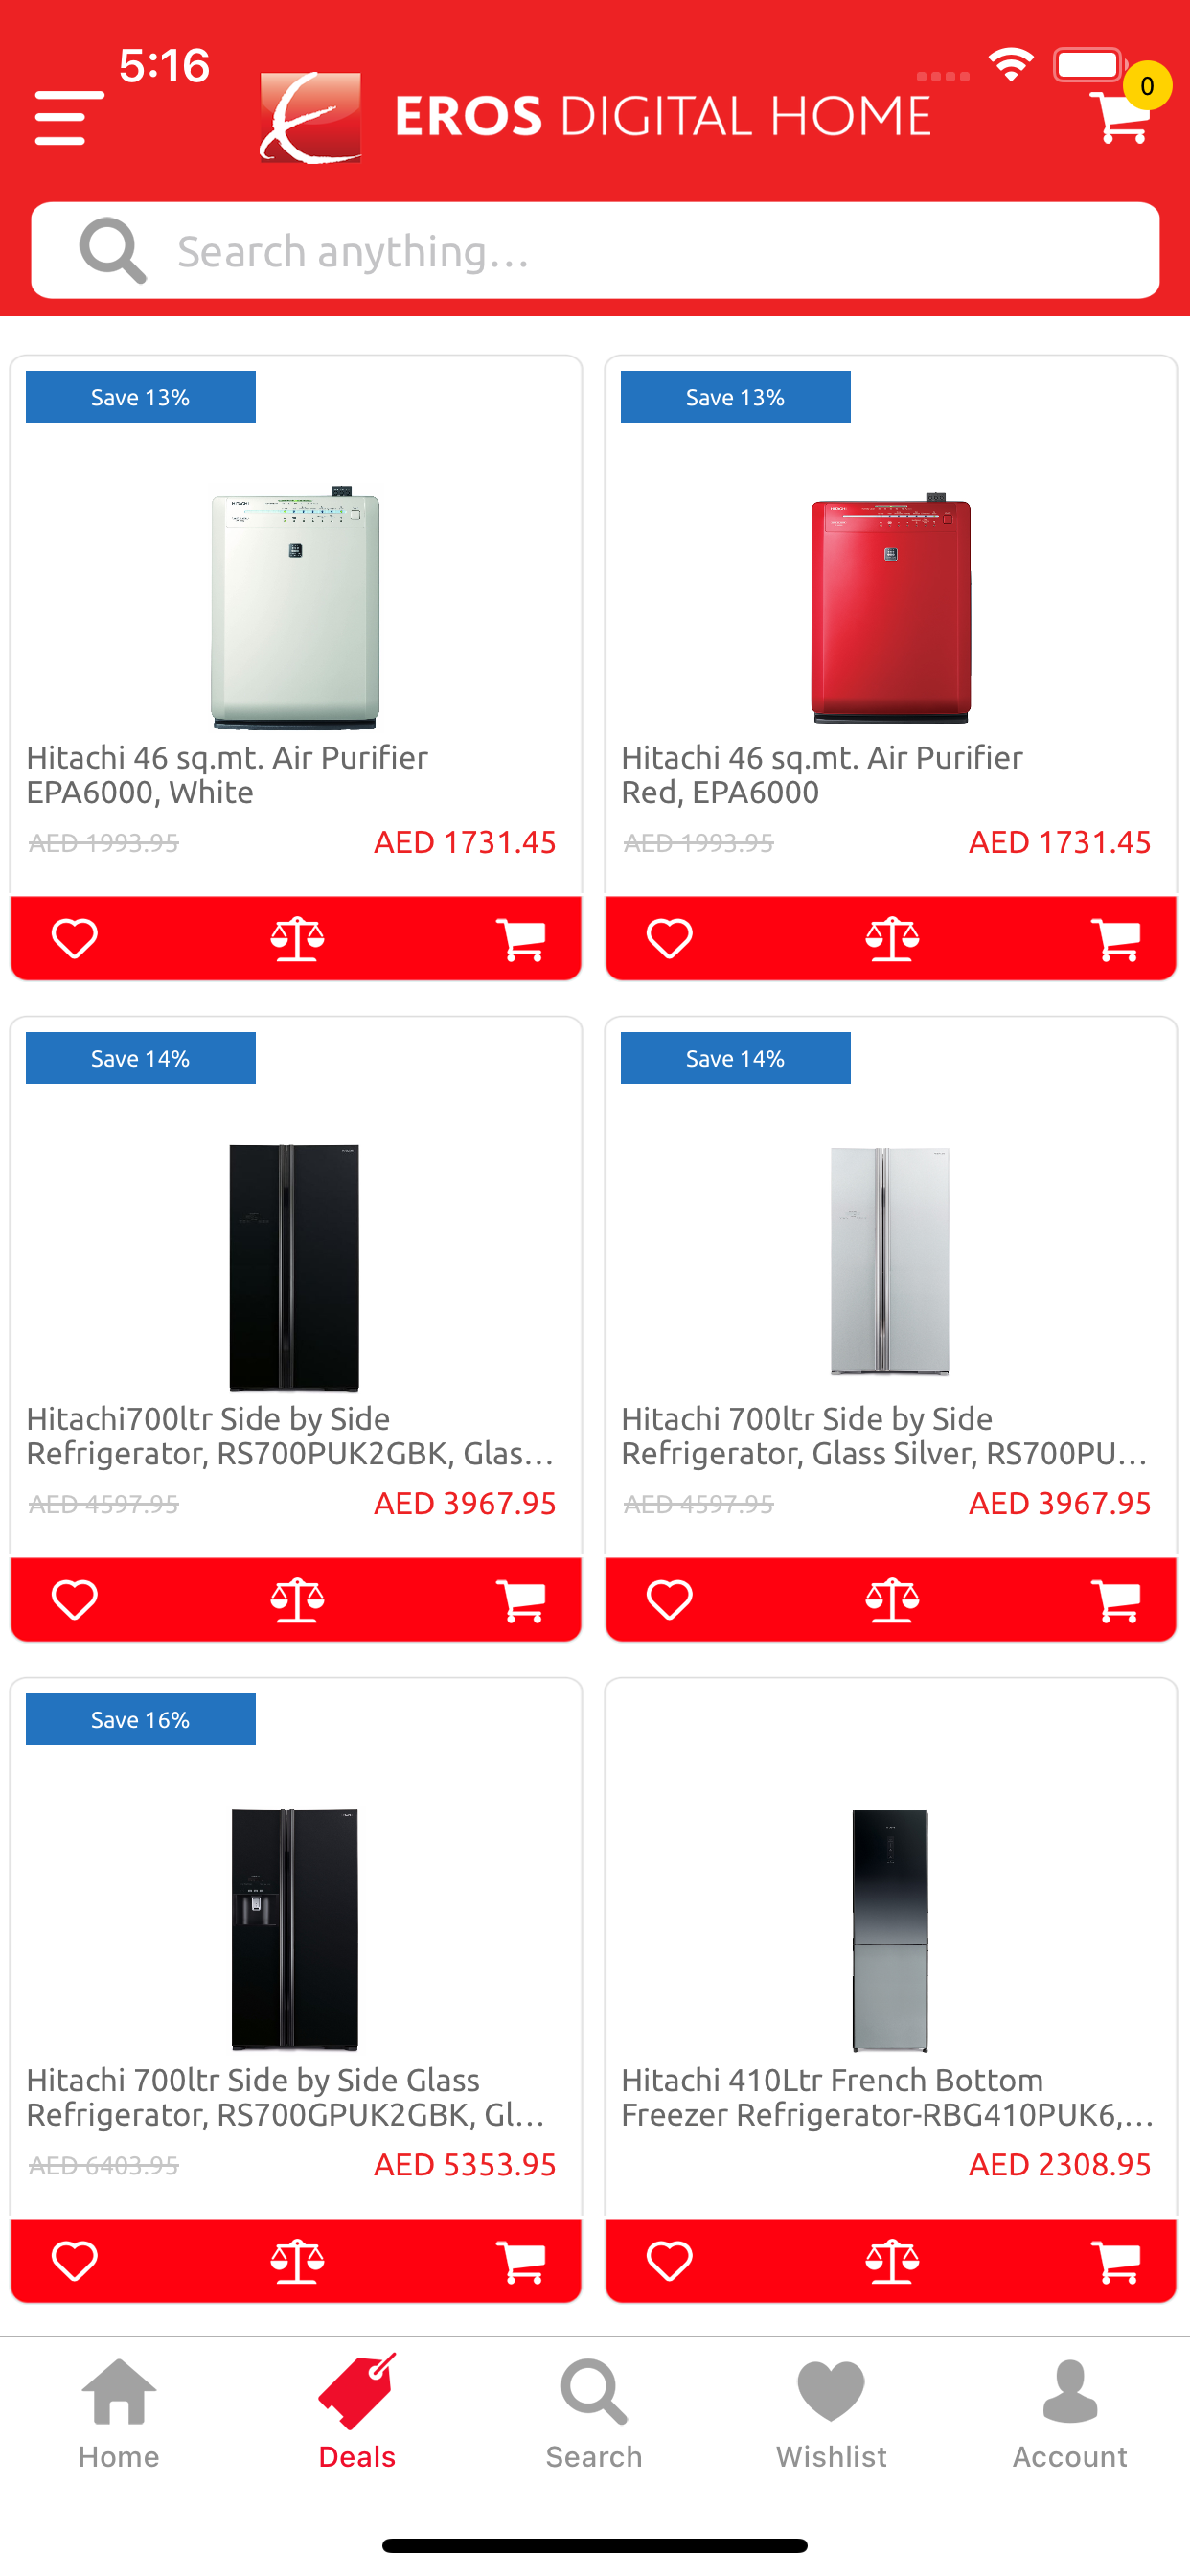 5:16
0
EROS DIGITAL HOME
Search anything...
Save 13%
Save 13%
HITACHI
HITACHI
Hitachi 46 sq.mt. Air Purifier
EPA6000, White
AED 1993.95
AED 1731.45
Hitachi 46 sq.mt. Air Purifier
Red, EPA6000
AED 1993.95
AED 1731.45
Save 14%
Save 14%
Hitachi700ltr Side by Side
Refrigerator, RS700PUK2GBK, Glas...
AED 4597.95
AED 3967.95
Hitachi 700ltr Side by Side
Refrigerator, Glass Silver, RS700PU...
AED 4597.95
AED 3967.95
Save 16%
Hitachi 700ltr Side by Side Glass
Refrigerator, RS700GPUK2GBK, Gl...
AED 6403.95
AED 5353.95
Hitachi 410Ltr French Bottom
Freezer Refrigerator-RBG410PUK6,...
AED 2308.95
Home
Deals
Search
Wishlist
Account